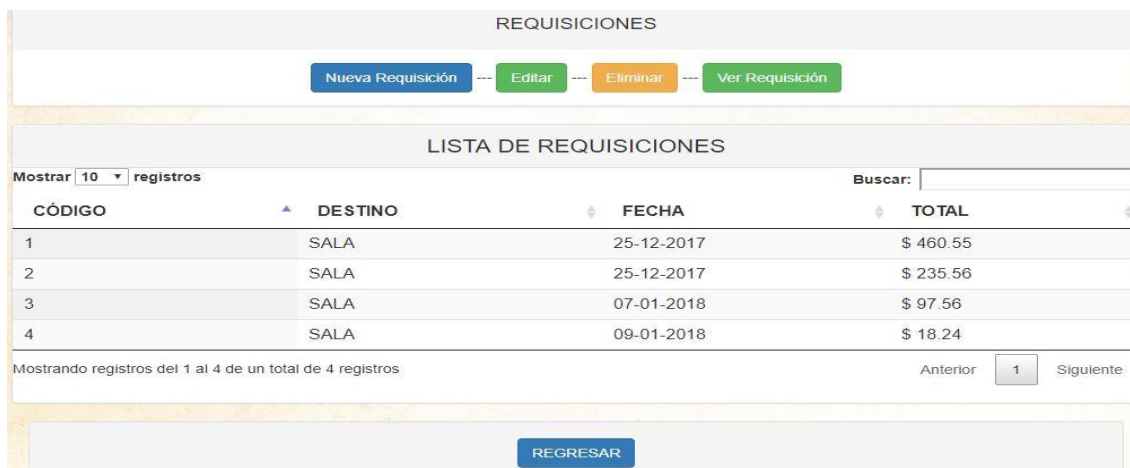 REQUISICIONES
Nueva Requisición --- Editar --- Eliminar --- Ver Requisición
LISTA DE REQUISICIONES
Mostrar 10 registros Buscar:
CÓDIGO DESTINO FECHA TOTAL
1 SALA 25-12-2017 $ 460.55
2 SALA 25-12-2017 $ 235.56
3 SALA 07-01-2018 $ 97.56
4 SALA 09-01-2018 $ 18.24
Mostrando registros del 1 al 4 de un total de 4 registros Anterior 1 Siguiente
REGRESAR